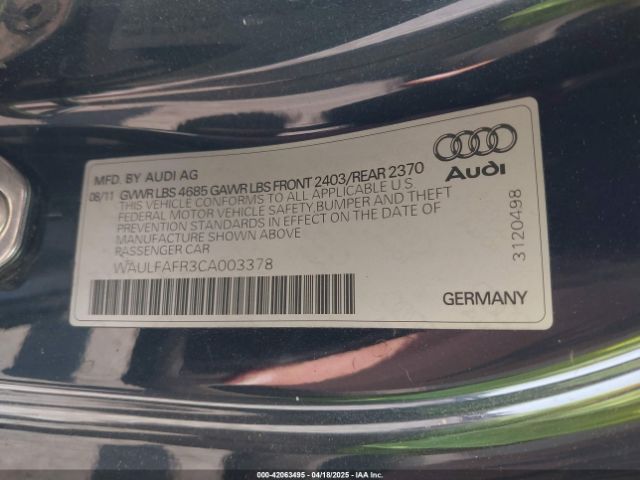 MFD. BY AUDI AG
08/11 GVWR LBS 4685 GAWR LBS FRONT 2403/REAR 2370
THIS VEHICLE CONFORMS TO ALL APPLICABLE U.S
FEDERAL MOTOR VEHICLE SAFETY, BUMPER AND THEFT
PREVENTION STANDARDS IN EFFECT ON THE DATE OF
MANUFACTURE SHOWN ABOVE
PASSENGER CAR
WAULFAFR3CA003378
Audi
3120498
GERMANY
000-42063495 - 04/18/2025 - IAAI.COM